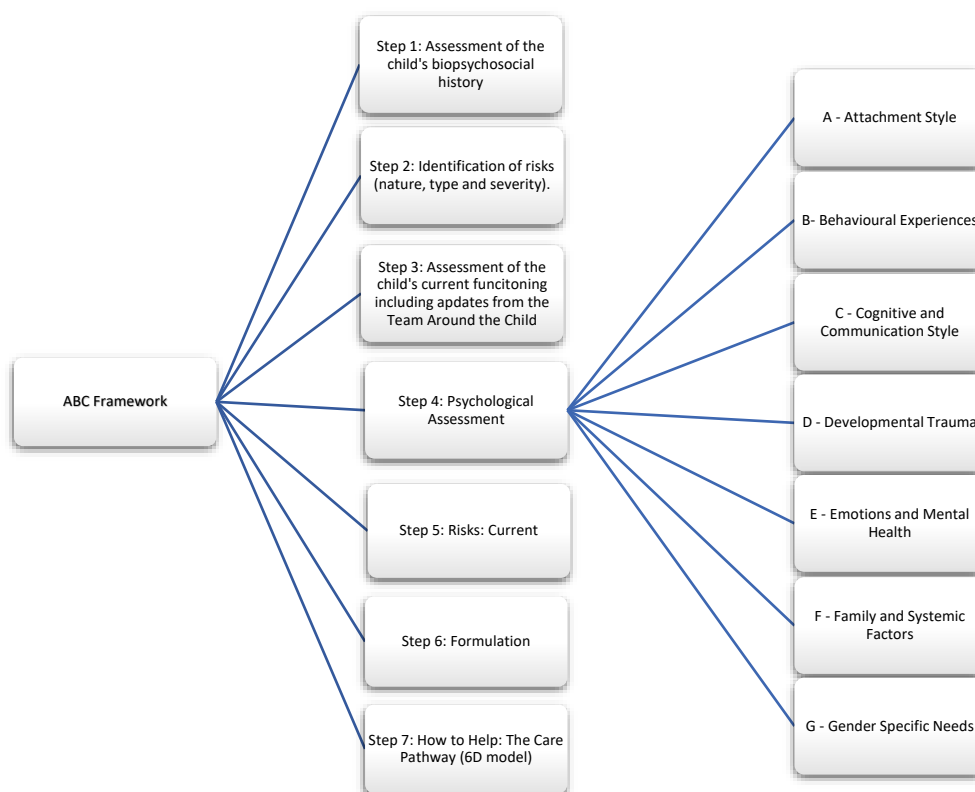 ABC Framework
Step 1: Assessment of the
child's biopsychosocial
history
Step 2: Identification of risks
(nature, type and severity).
Step 3: Assessment of the
child's current funcitoning
including apdates from the
Team Around the Child
Step 4: Psychological
Assessment
Step 5: Risks: Current
Step 6: Formulation
Step 7: How to Help: The Care
Pathway (6D model)
A - Attachment Style
B- Behavioural Experiences
C - Cognitive and
Communication Style
D - Developmental Trauma
E - Emotions and Mental
Health
F - Family and Systemic
Factors
G - Gender Specific Needs